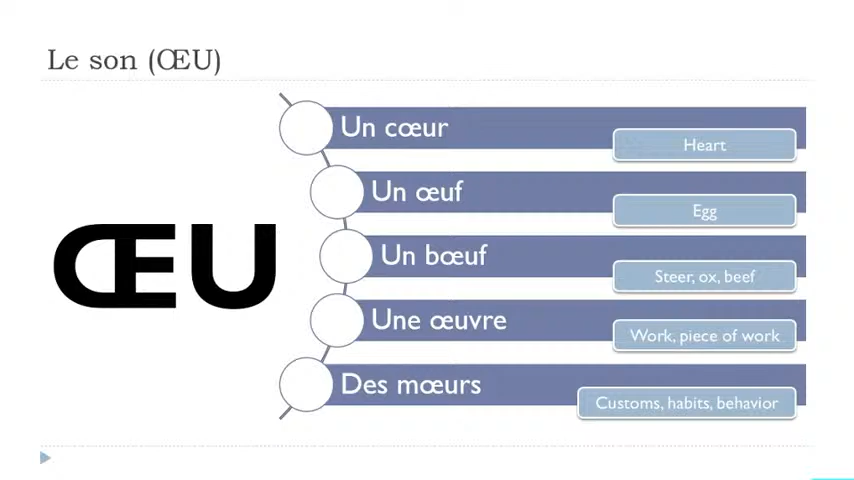 Le son (ŒU)
ŒU
Un cœur
Heart
Un œuf
Egg
Un bœuf
Steer, ox, beef
Une œuvre
Work, piece of work
Des mœurs
Customs, habits, behavior